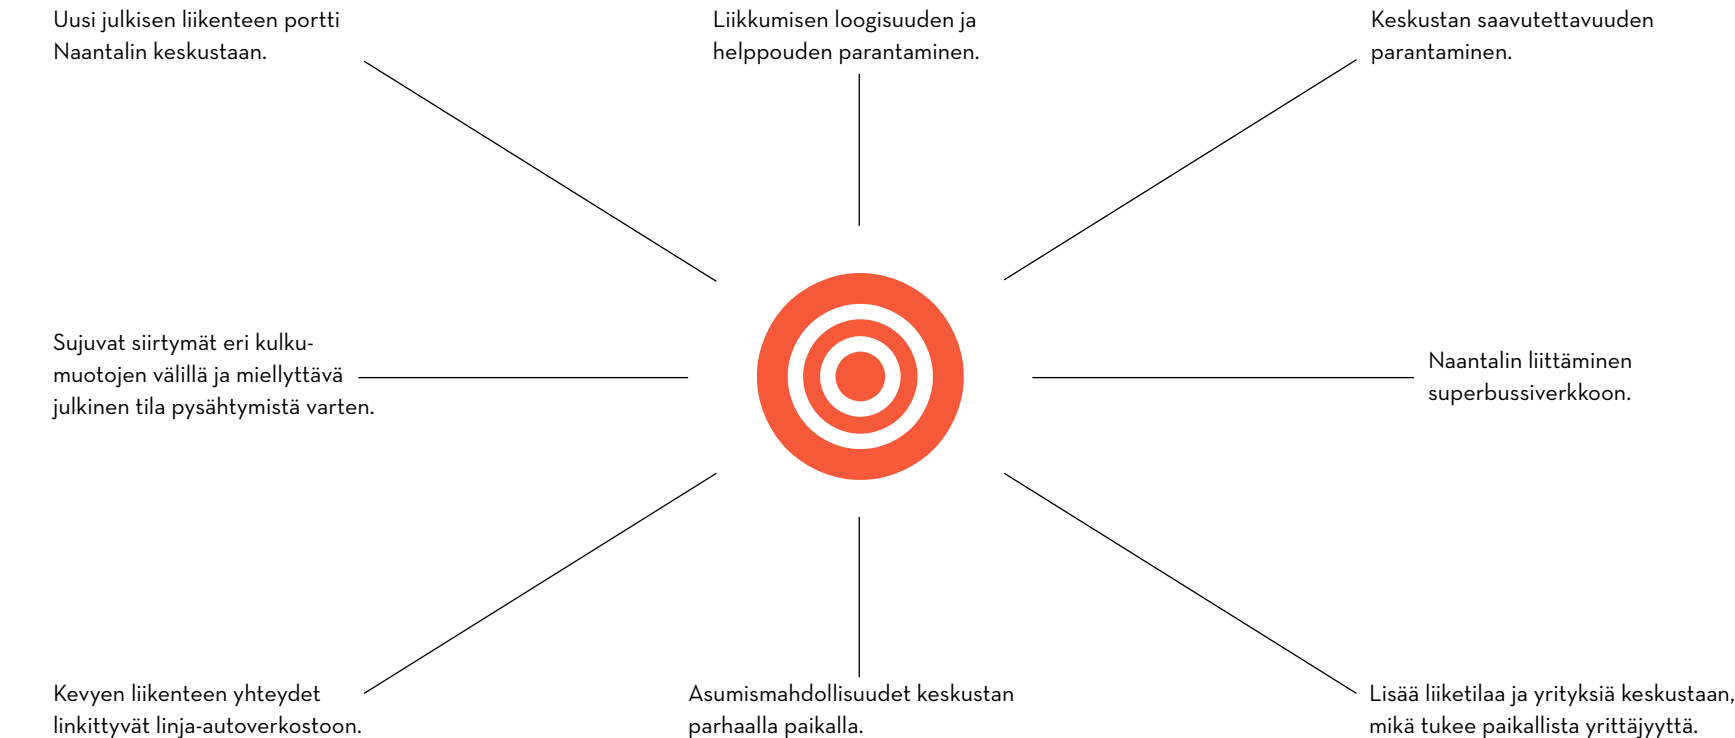 Uusi julkisen liikenteen portti
Naantalin keskustaan.
Liikkumisen loogisuuden ja
helppouden parantaminen.
Keskustan saavutettavuuden
parantaminen.
Sujuvat siirtymät eri kulku-
muotojen välillä ja miellyttävä
julkinen tila pysähtymistä varten.
Naantalin liittäminen
superbussiverkkoon.
Kevyen liikenteen yhteydet
linkittyvät linja-autoverkostoon.
Asumismahdollisuudet keskustan
parhaalla paikalla.
Lisää liiketilaa ja yrityksiä keskustaan,
mikä tukee paikallista yrittäjyyttä.